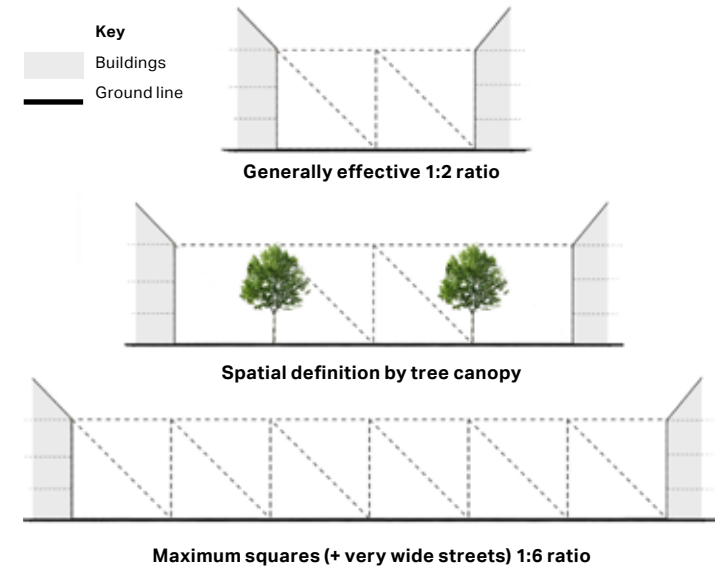 Key
Buildings
Ground line
Generally effective 1:2 ratio
Spatial definition by tree canopy
Maximum squares (+ very wide streets) 1:6 ratio